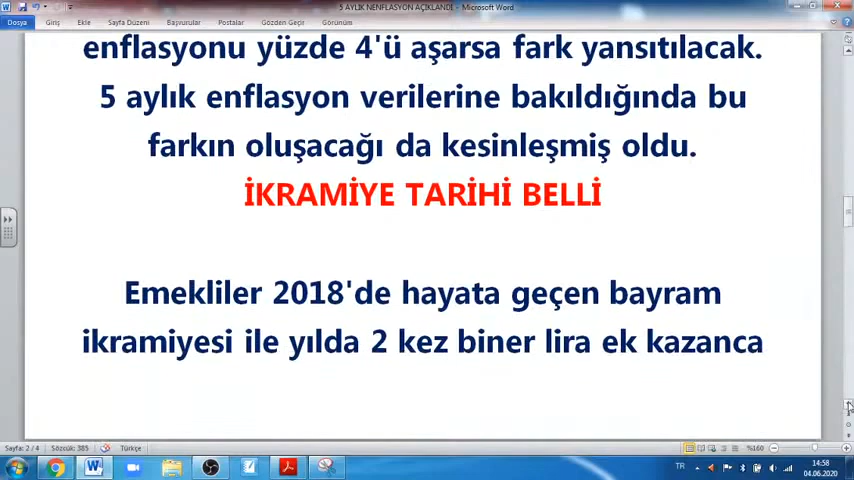 5 AYLIK NENFLASYON AÇIKLANDI - Microsoft Word
Dosya Giriş Ekle Sayfa Düzeni Başvurular Postalar Gözden Geçir Görünüm
enflasyonu yüzde 4'ü aşarsa fark yansıtılacak.
5 aylık enflasyon verilerine bakıldığında bu
farkın oluşacağı da kesinleşmiş oldu.
İKRAMİYE TARİHİ BELLİ
Emekliler 2018'de hayata geçen bayram
ikramiyesi ile yılda 2 kez biner lira ek kazanca
Sayfa: 2 / 4 Sözcük: 385 Türkçe %160
TR 14:58
04.06.2020